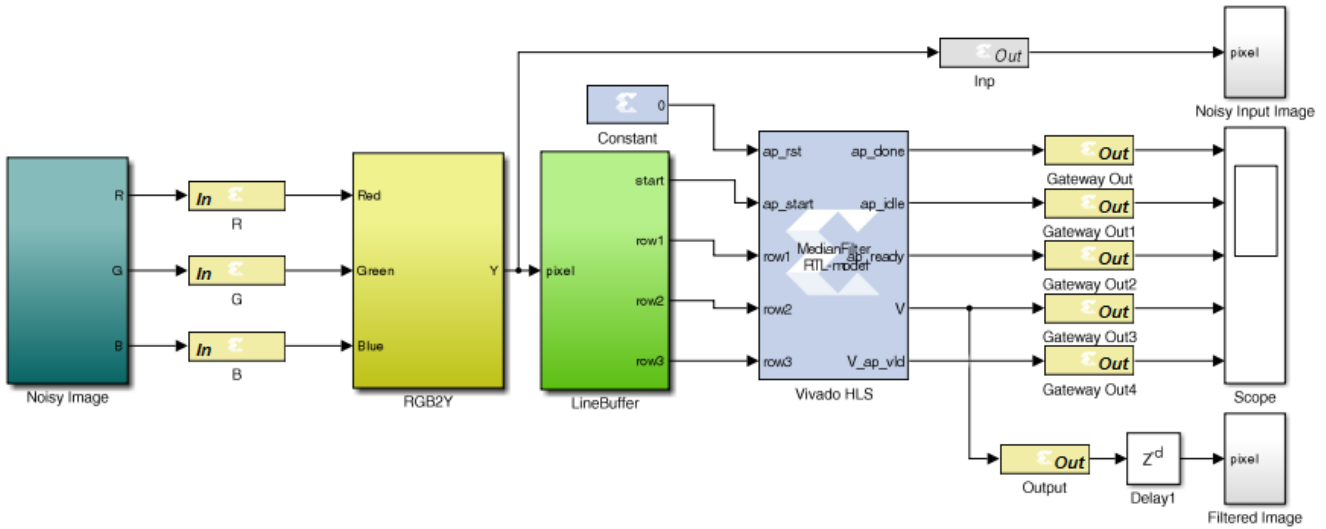 Out
pixel
Inp
Noisy Input Image
0
Constant
R
G
B
Noisy Image
In
R
In
G
In
B
Red
Green
Blue
Y
RGB2Y
pixel
start
row1
row2
row3
LineBuffer
ap_rst
ap_start
row1
row2
row3
MedianFilter
RTL-model
ap_done
ap_idle
ap_ready
V
V_ap_vld
Vivado HLS
Out
Gateway Out
Out
Gateway Out1
Out
Gateway Out2
Out
Gateway Out3
Out
Gateway Out4
Scope
Out
Output
Z-d
Delay1
pixel
Filtered Image